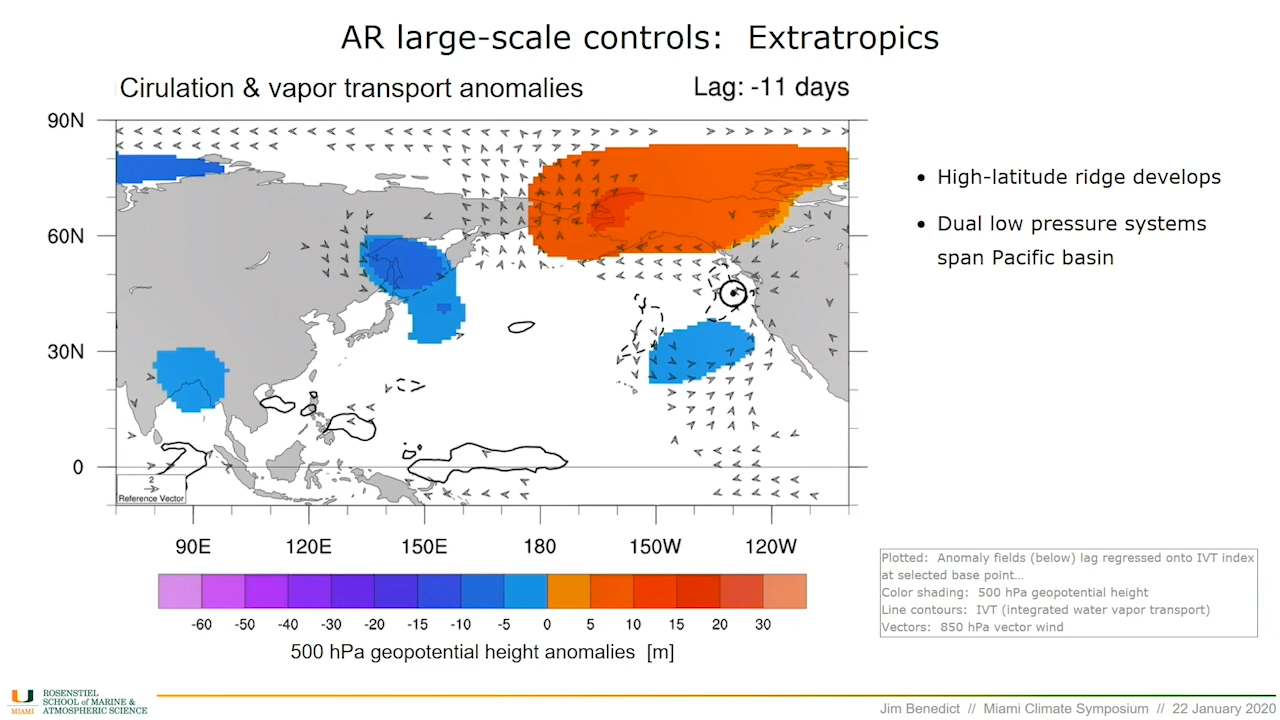 AR large-scale controls:  Extratropics
Cirulation & vapor transport anomalies
Lag: -11 days
90N
60N
30N
0
2
Reference Vector
90E 120E 150E 180 150W 120W
-60 -50 -40 -30 -20 -15 -10 -5 0 5 10 15 20 30
500 hPa geopotential height anomalies [m]
• High-latitude ridge develops
• Dual low pressure systems
span Pacific basin
Plotted: Anomaly fields (below) lag regressed onto IVT index
at selected base point...
Color shading: 500 hPa geopotential height
Line contours: IVT (integrated water vapor transport)
Vectors: 850 hPa vector wind
U
MIAMI
ROSENSTIEL
SCHOOL of MARINE &
ATMOSPHERIC SCIENCE
Jim Benedict // Miami Climate Symposium // 22 January 2020